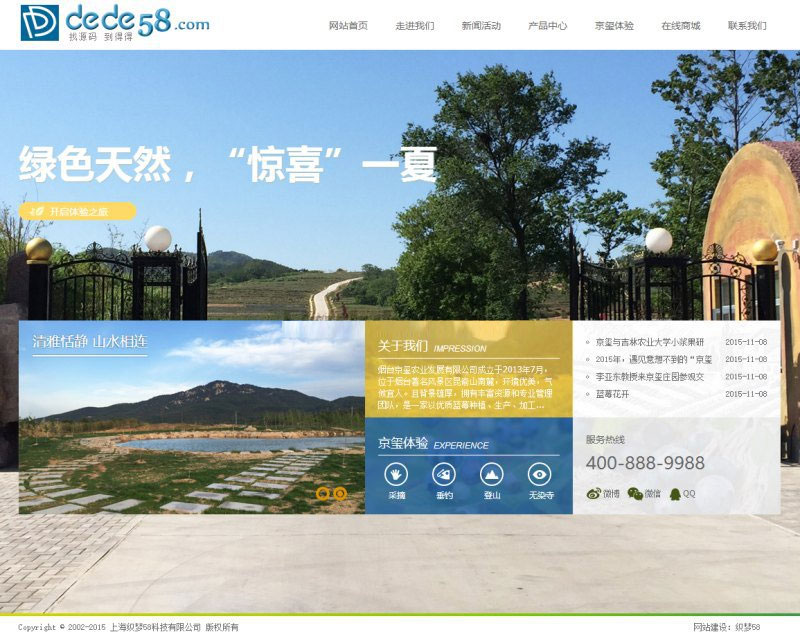 dede58.com
找源码 到得得
网站首页 走进我们 新闻活动 产品中心 京玺体验 在线商城 联系我们
绿色天然，“惊喜”一夏
开启体验之旅
清雅恬静 山水相连
关于我们 IMPRESSION
烟台京玺农业发展有限公司成立于2013年7月，
位于烟台著名风景区昆嵛山南麓，环境优美，气
候宜人，且背景雄厚，拥有丰富资源和专业管理
团队，是一家以优质蓝莓种植、生产、加工...
京玺与吉林农业大学小浆果研 2015-11-08
2015年，遇见意想不到的“京玺 2015-11-08
李亚东教授来京玺庄园参观交 2015-11-08
蓝莓花开 2015-11-08
京玺体验 EXPERIENCE
采摘 垂钓 登山 无染寺
服务热线
400-888-9988
微博 微信 QQ
Copyright © 2002-2015 上海织梦58科技有限公司 版权所有
网站建设：织梦58